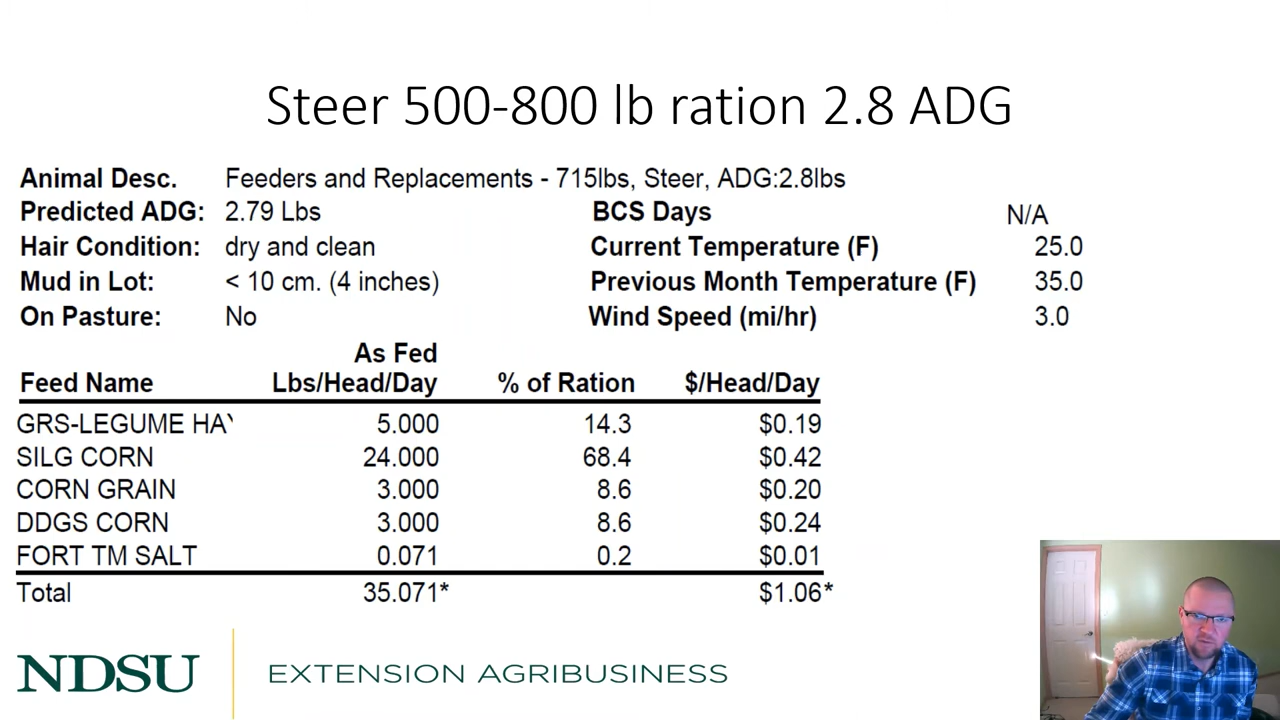 Steer 500-800 lb ration 2.8 ADG
Animal Desc. Feeders and Replacements - 715lbs, Steer, ADG:2.8lbs
Predicted ADG: 2.79 Lbs BCS Days N/A
Hair Condition: dry and clean Current Temperature (F) 25.0
Mud in Lot: < 10 cm. (4 inches) Previous Month Temperature (F) 35.0
On Pasture: No Wind Speed (mi/hr) 3.0
As Fed
Feed Name Lbs/Head/Day % of Ration $/Head/Day
GRS-LEGUME HAY 5.000 14.3 $0.19
SILG CORN 24.000 68.4 $0.42
CORN GRAIN 3.000 8.6 $0.20
DDGS CORN 3.000 8.6 $0.24
FORT TM SALT 0.071 0.2 $0.01
Total 35.071* $1.06*
NDSU EXTENSION AGRIBUSINESS